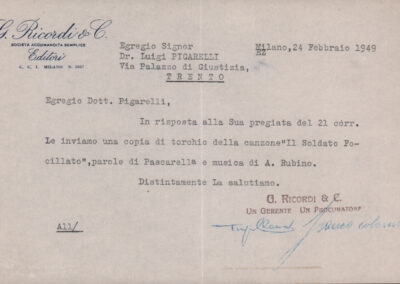 G. Ricordi & C.
SOCIETÀ ACCOMANDITA SEMPLICE
Editori
C. C. I. MILANO N.
Egregio Signor
Milano, 24 Febbraio 1949
Dr. Luigi PIGARELLI
Via Palazzo di Giustizia,
TRENTO
Egregio Dott. Pigarelli,
In risposta alla Sua pregiata del 21 corr.
Le inviamo una copia di torchio della canzone"Il Soldato Fo-
cillato",parole di Pascarella e musica di A. Rubino.
Distintamente La salutiamo.
G. RICORDI & C.
UN GERENTE UN PROCURATORE
All/